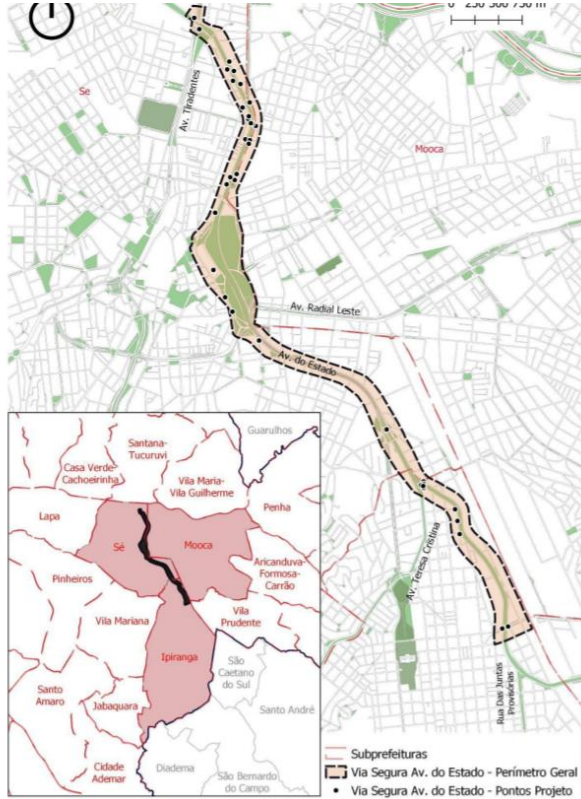 0 250 500 750 m
Av. Tiradentes
Se
Mooca
Av. Radial Leste
Av. do Estado
Av. Teresa Cristina
Rua Das Juntas
Provisórias
Guarulhos
Santana-
Tucuruvi
Casa Verde-
Cachoeirinha
Vila Maria-
Vila Guilherme
Penha
Lapa
Sé
Mooca
Aricanduva-
Formosa-
Carrão
Pinheiros
Vila Mariana
Vila
Prudente
Ipiranga
São
Caetano
do Sul
Santo
Amaro
Jabaquara
Santo André
Cidade
Ademar
Diadema
São Bernardo
do Campo
Subprefeituras
Via Segura Av. do Estado - Perímetro Geral
Via Segura Av. do Estado - Pontos Projeto